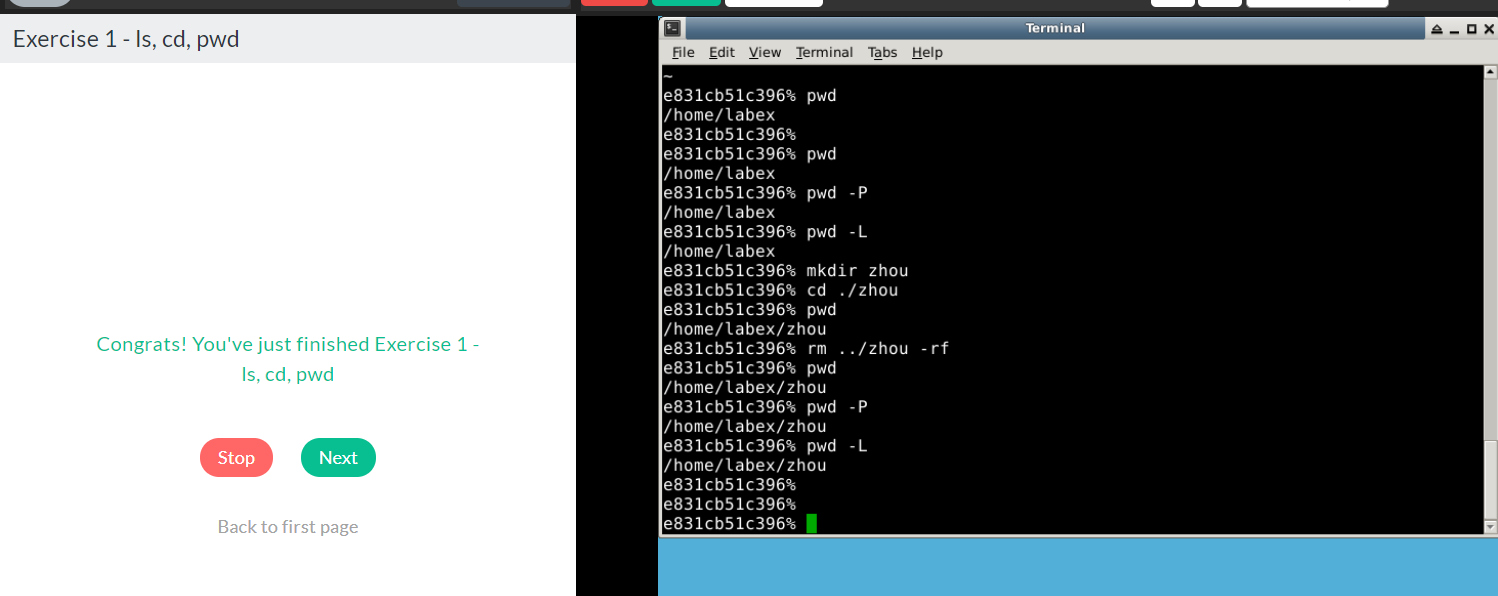 Exercise 1 - ls, cd, pwd
Congrats! You've just finished Exercise 1 -
ls, cd, pwd
Stop
Next
Back to first page
Terminal
File Edit View Terminal Tabs Help
~
e831cb51c396% pwd
/home/labex
e831cb51c396%
e831cb51c396% pwd
/home/labex
e831cb51c396% pwd -P
/home/labex
e831cb51c396% pwd -L
/home/labex
e831cb51c396% mkdir zhou
e831cb51c396% cd ./zhou
e831cb51c396% pwd
/home/labex/zhou
e831cb51c396% rm ../zhou -rf
e831cb51c396% pwd
/home/labex/zhou
e831cb51c396% pwd -P
/home/labex/zhou
e831cb51c396% pwd -L
/home/labex/zhou
e831cb51c396%
e831cb51c396%
e831cb51c396%